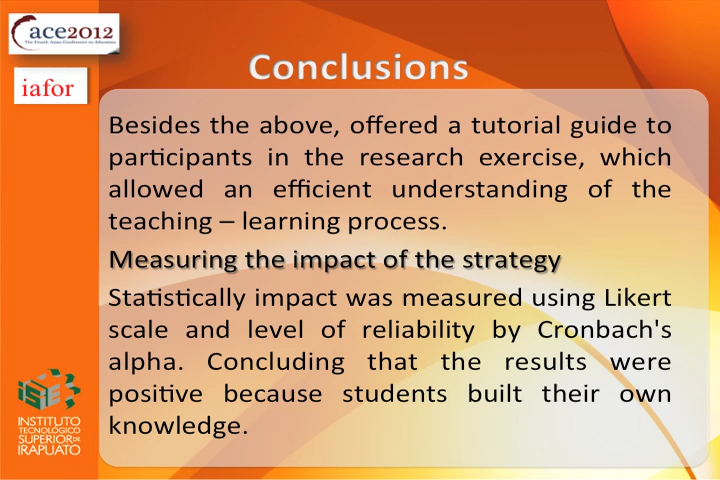 ace2012
The Fourth Asian Conference on Education
iafor
Conclusions
Besides the above, offered a tutorial guide to
participants in the research exercise, which
allowed an efficient understanding of the
teaching – learning process.
Measuring the impact of the strategy
Statistically impact was measured using Likert
scale and level of reliability by Cronbach's
alpha. Concluding that the results were
positive because students built their own
knowledge.
INSTITUTO
TECNOLÓGICO
SUPERIOR DE
IRAPUATO